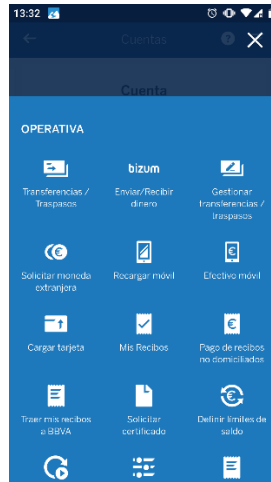 13:32
Cuentas
Cuenta
OPERATIVA
Transferencias /
Traspasos
bizum
Enviar/Recibir
dinero
Gestionar
transferencias /
traspasos
Solicitar moneda
extranjera
Recargar móvil
Efectivo móvil
Cargar tarjeta
Mis Recibos
Pago de recibos
no domiciliados
Traer mis recibos
a BBVA
Solicitar
certificado
Definir límites de
saldo